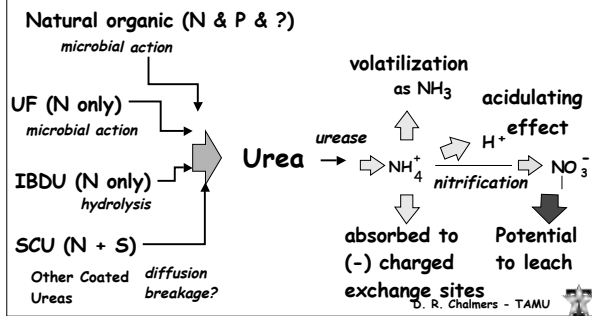 Natural organic (N & P & ?)
microbial action
UF (N only)
microbial action
IBDU (N only)
hydrolysis
SCU (N + S)
Other Coated
Ureas
diffusion
breakage?
Urea
urease
volatilization
as NH3
NH4+
absorbed to
(-) charged
exchange sites
H+
acidulating
effect
nitrification
NO3-
Potential
to leach
D. R. Chalmers - TAMU